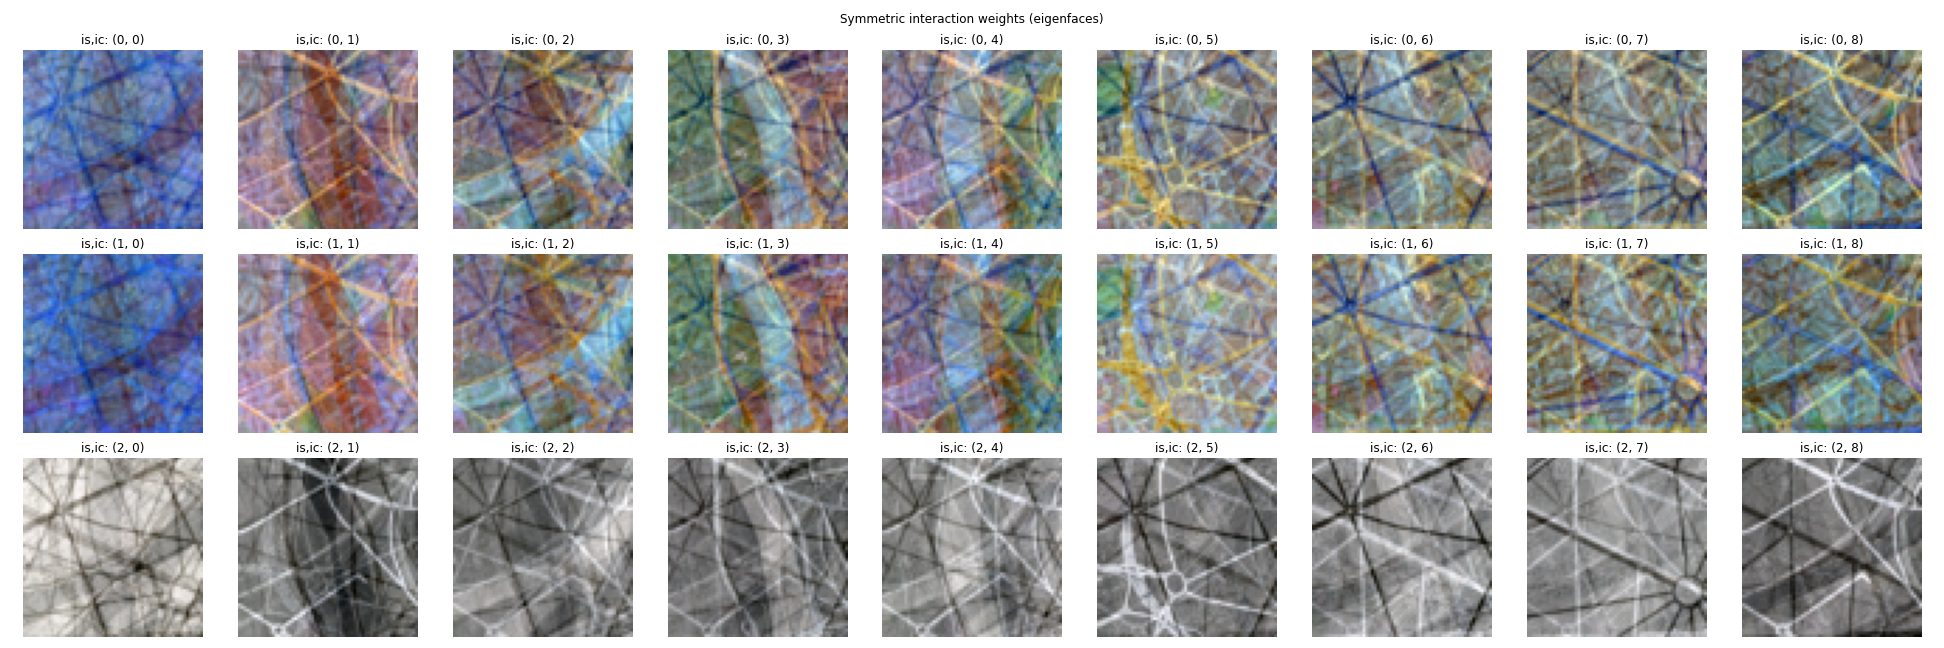 Symmetric interaction weights (eigenfaces)
is,ic: (0, 0) is,ic: (0, 1) is,ic: (0, 2) is,ic: (0, 3) is,ic: (0, 4) is,ic: (0, 5) is,ic: (0, 6) is,ic: (0, 7) is,ic: (0, 8)
is,ic: (1, 0) is,ic: (1, 1) is,ic: (1, 2) is,ic: (1, 3) is,ic: (1, 4) is,ic: (1, 5) is,ic: (1, 6) is,ic: (1, 7) is,ic: (1, 8)
is,ic: (2, 0) is,ic: (2, 1) is,ic: (2, 2) is,ic: (2, 3) is,ic: (2, 4) is,ic: (2, 5) is,ic: (2, 6) is,ic: (2, 7) is,ic: (2, 8)